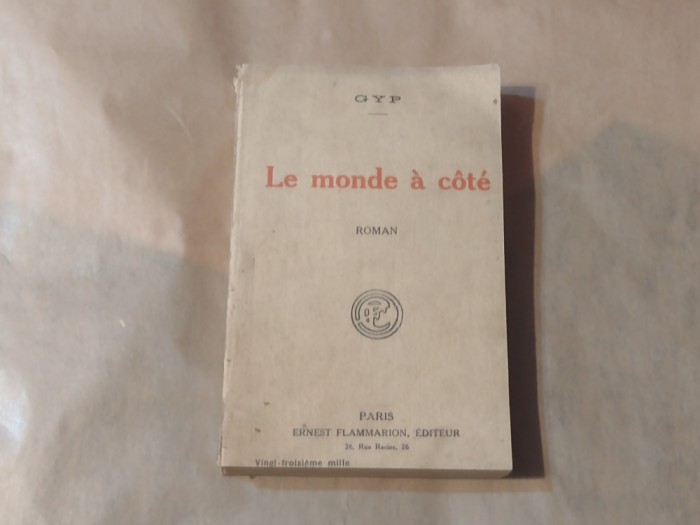 GYP
Le monde à côté
ROMAN
PARIS
ERNEST FLAMMARION, ÉDITEUR
26, Rue Racine, 26
Vingt-troisième mille